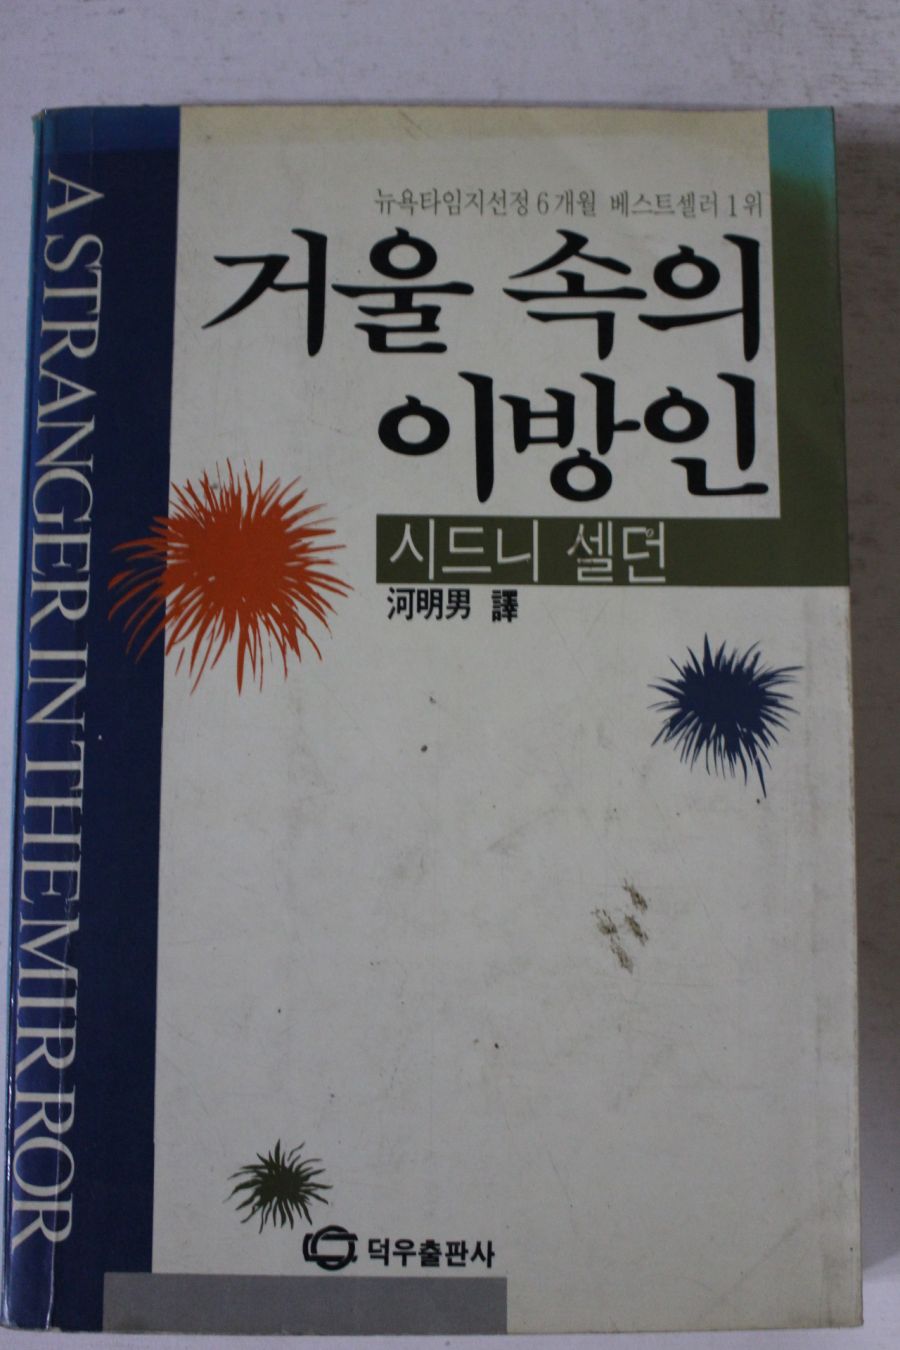 뉴욕타임지선정 6개월 베스트셀러 1위
거울 속의
이방인
시드니 셀던
河明男 譯
A STRANGER IN THE MIRROR
덕우출판사